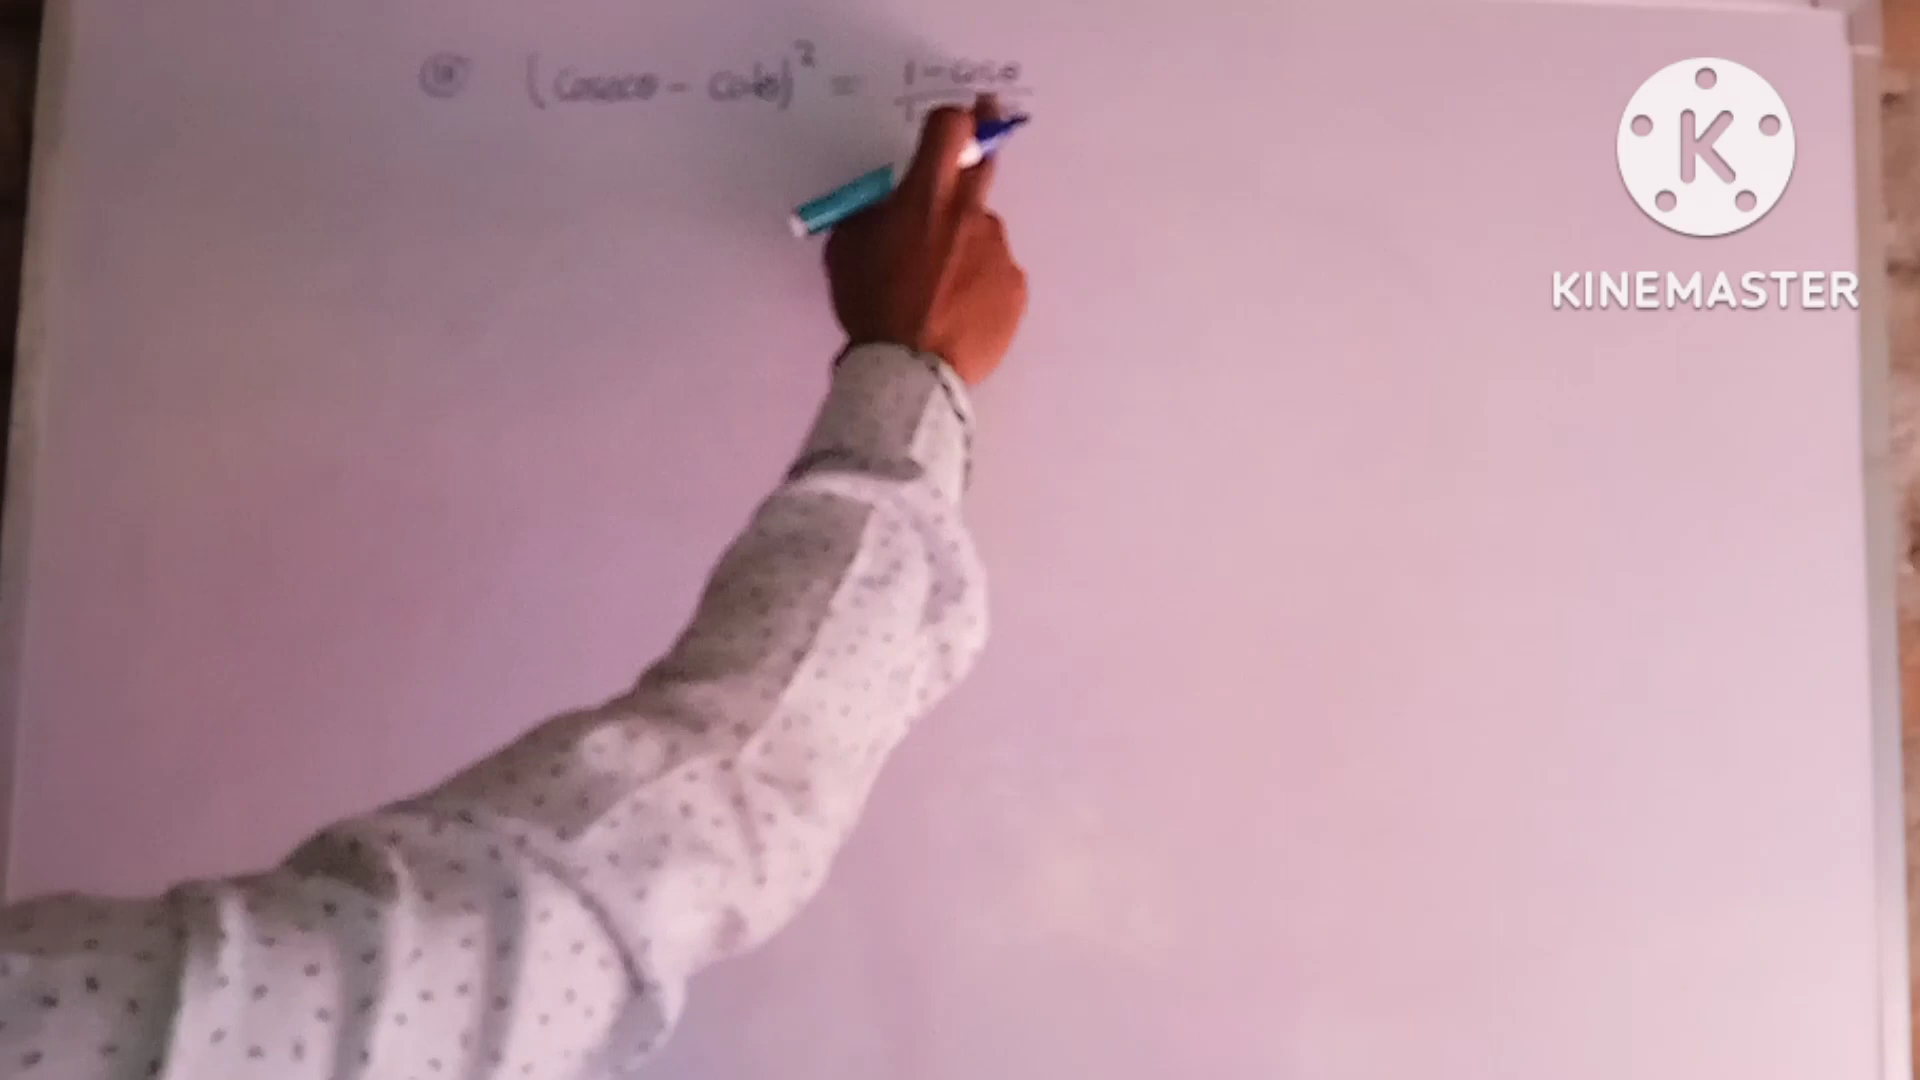 (cosecθ - cotθ)² = 1-cosθ
KINEMASTER